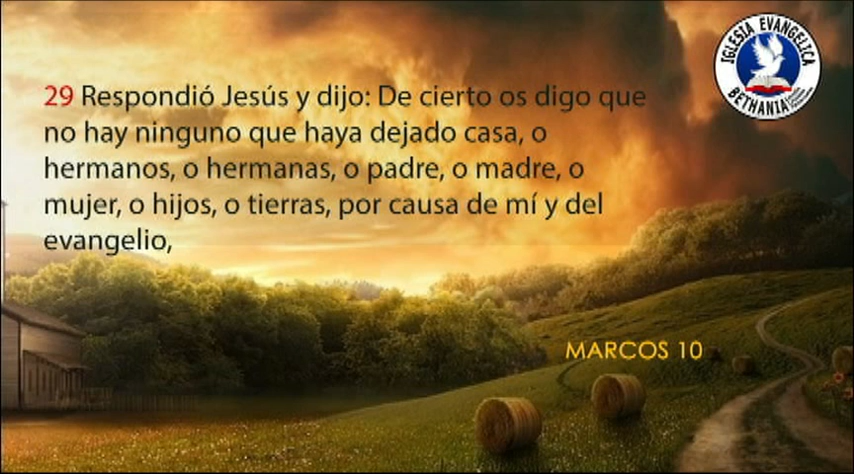 29 Respondió Jesús y dijo: De cierto os digo que
no hay ninguno que haya dejado casa, o
hermanos, o hermanas, o padre, o madre, o
mujer, o hijos, o tierras, por causa de mí y del
evangelio,
MARCOS 10
IGLESIA EVANGELICA
BETHANIA